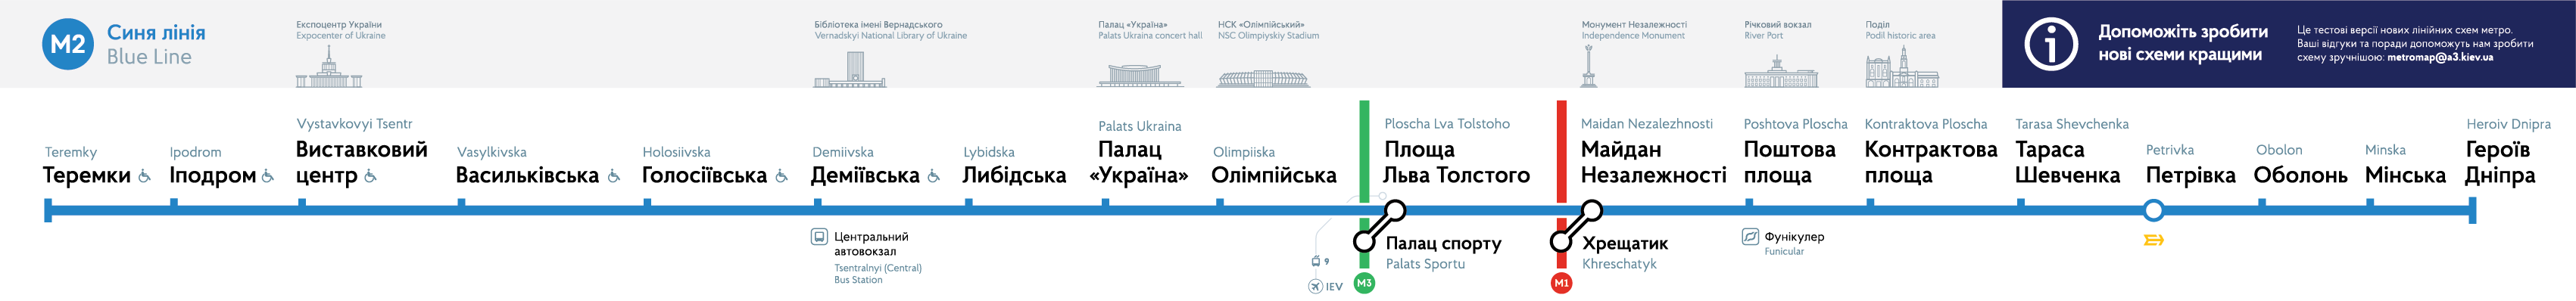 M2
Синя лінія
Blue Line
Експоцентр України
Expocenter of Ukraine
Бібліотека імені Вернадського
Vernadskyi National Library of Ukraine
Палац «Україна»
Palats Ukraina concert hall
НСК «Олімпійський»
NSC Olimpiyskiy Stadium
Монумент Незалежності
Independence Monument
Річковий вокзал
River Port
Поділ
Podil historic area
Допоможіть зробити
нові схеми кращими
Це тестові версії нових лінійних схем метро.
Ваші відгуки та поради допоможуть нам зробити
схему зручнішою: metromap@a3.kiev.ua
Teremky
Теремки
Ipodrom
Іподром
Vystavkovyi Tsentr
Виставковий
центр
Vasylkivska
Васильківська
Holosiivska
Голосіївська
Demiivska
Деміївська
Lybidska
Либідська
Palats Ukraina
Палац
«Україна»
Olimpiiska
Олімпійська
Ploscha Lva Tolstoho
Площа
Льва Толстого
Maidan Nezalezhnosti
Майдан
Незалежності
Poshtova Ploscha
Поштова
площа
Kontraktova Ploscha
Контрактова
площа
Tarasa Shevchenka
Тараса
Шевченка
Petrivka
Петрівка
Obolon
Оболонь
Minska
Мінська
Heroiv Dnipra
Героїв
Дніпра
Центральний
автовокзал
Tsentralnyi (Central)
Bus Station
9
IEV
Палац спорту
Palats Sportu
M3
Хрещатик
Khreschatyk
M1
Фунікулер
Funicular